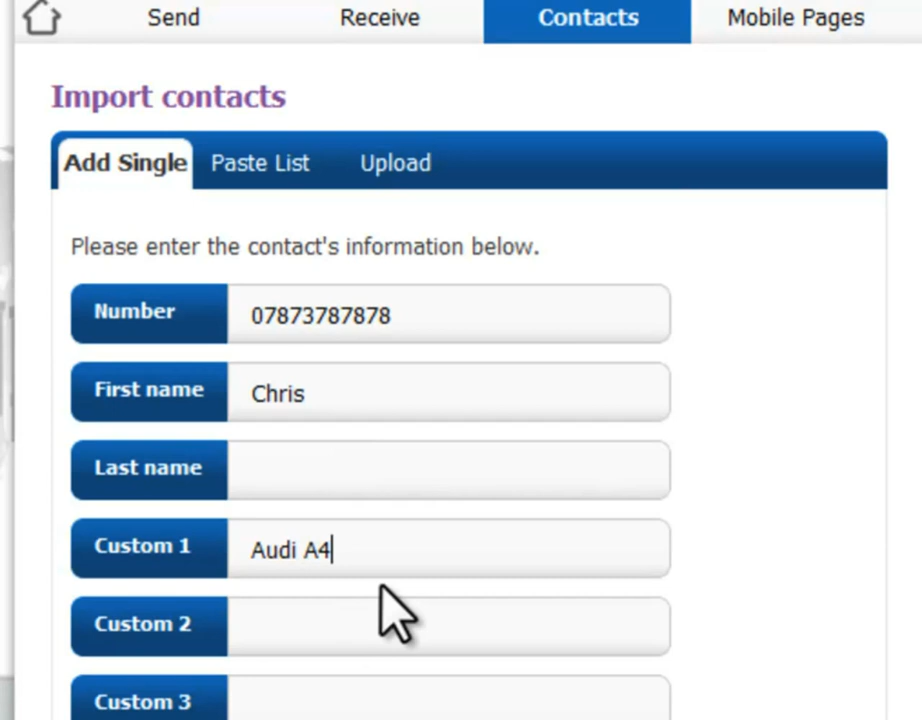 Send Receive Contacts Mobile Pages
Import contacts
Add Single Paste List Upload
Please enter the contact's information below.
Number 07873787878
First name Chris
Last name
Custom 1 Audi A4
Custom 2
Custom 3